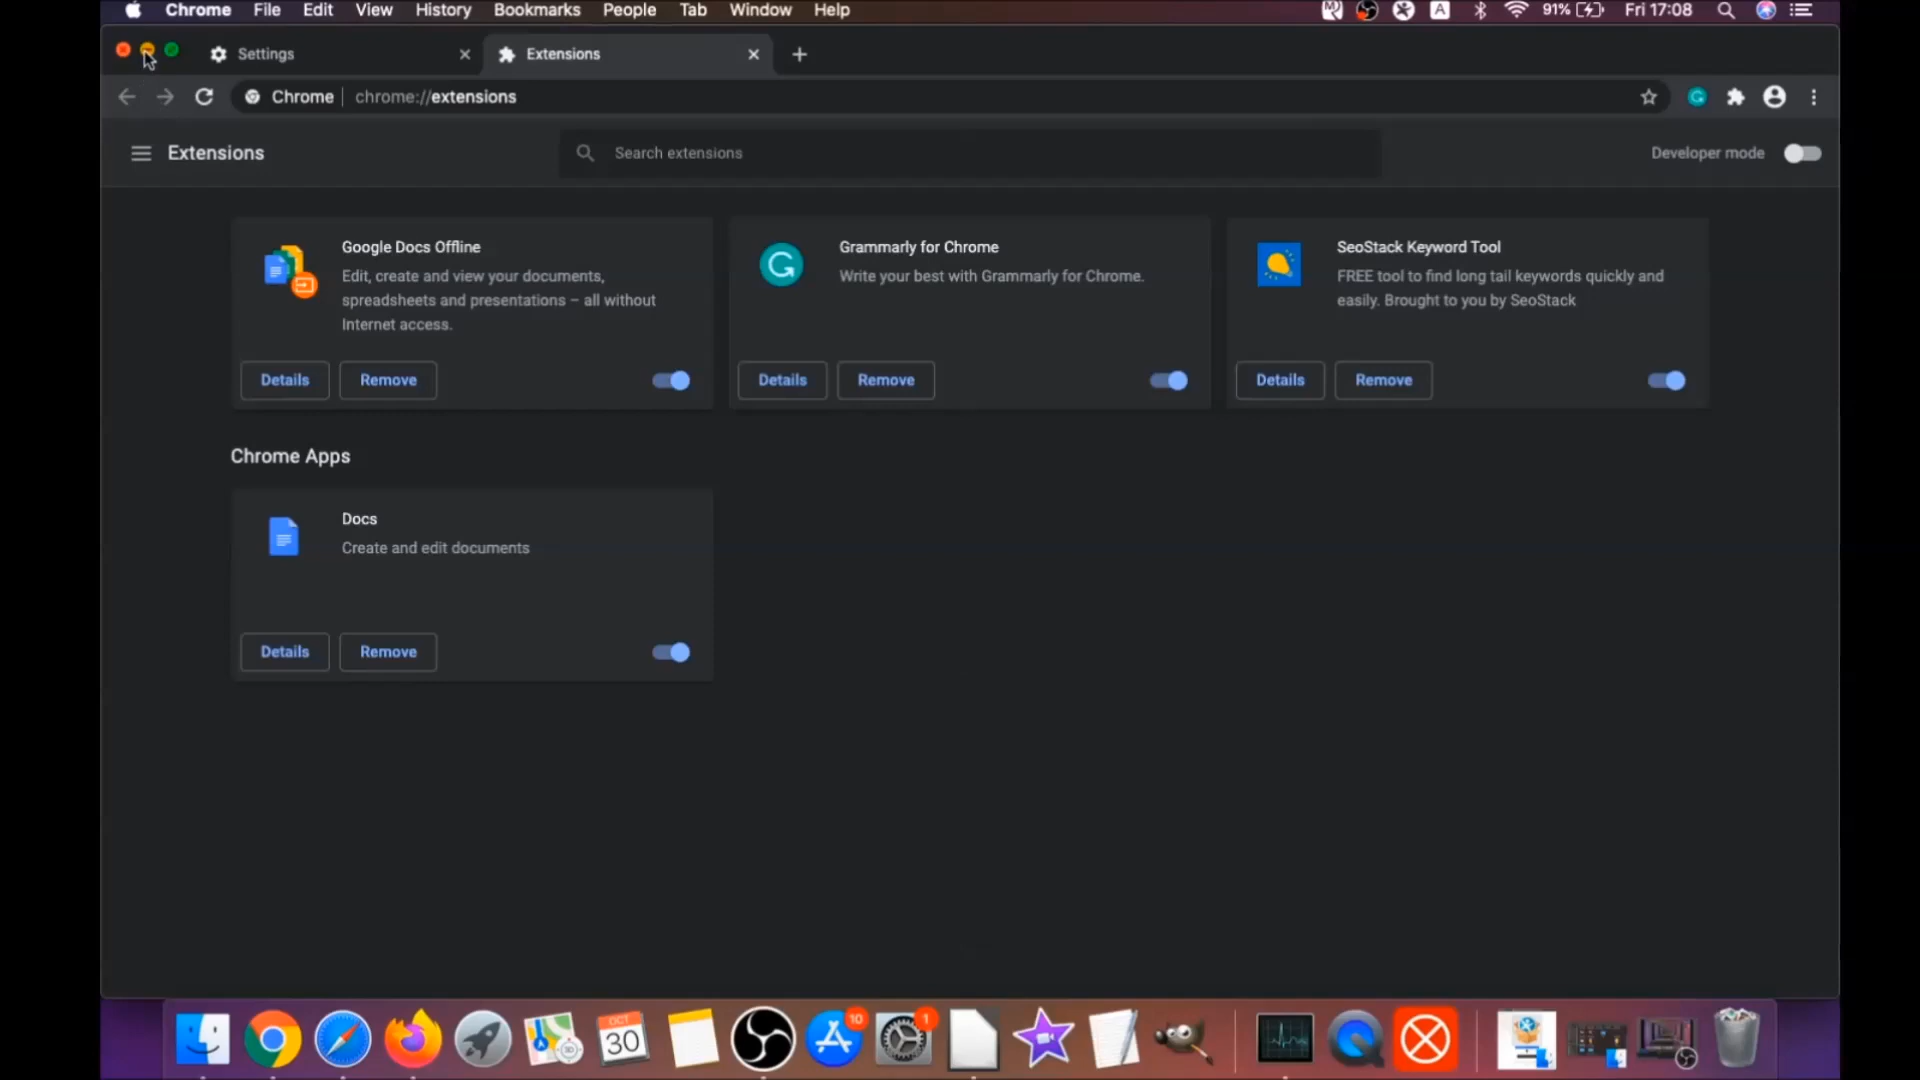 Chrome File Edit View History Bookmarks People Tab Window Help A 91% Fri 17:08
Settings Extensions
Chrome chrome://extensions
Extensions Search extensions Developer mode
Google Docs Offline
Edit, create and view your documents,
spreadsheets and presentations – all without
Internet access.
Details Remove
Grammarly for Chrome
Write your best with Grammarly for Chrome.
Details Remove
SeoStack Keyword Tool
FREE tool to find long tail keywords quickly and
easily. Brought to you by SeoStack
Details Remove
Chrome Apps
Docs
Create and edit documents
Details Remove
OCT
30
10
1